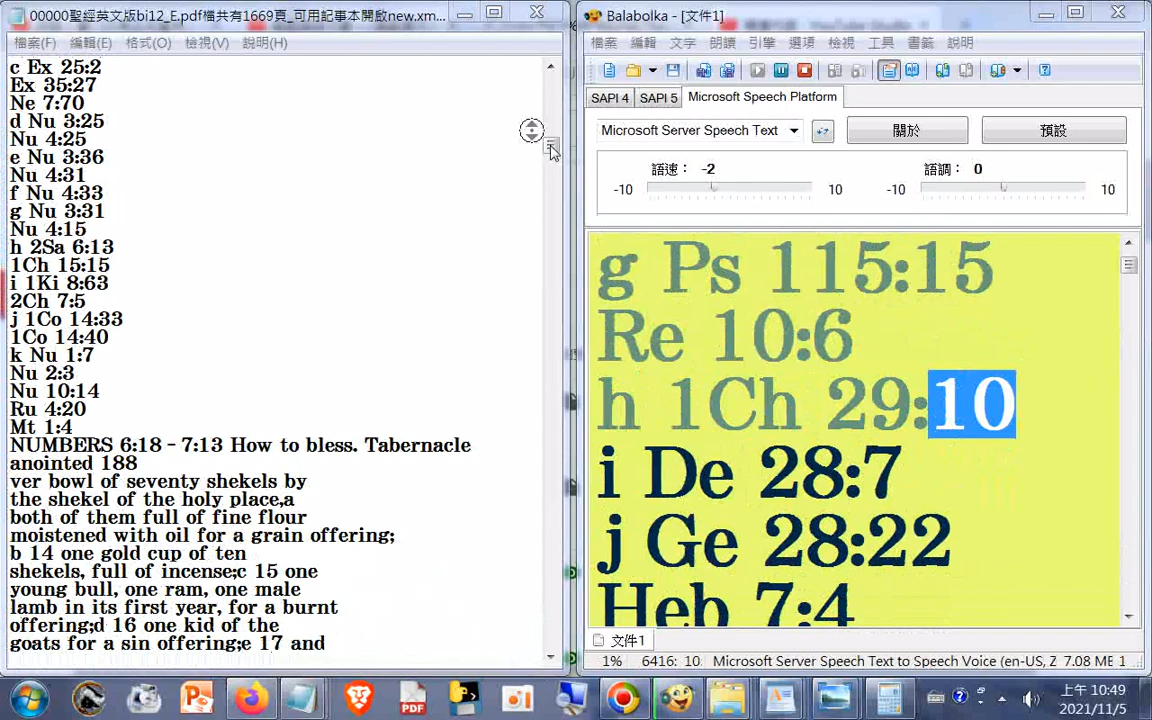 00000聖經英文版bi12_E.pdf檔共有1669頁_可用記事本開啟new.xm...
檔案(F) 編輯(E) 格式(O) 檢視(V) 說明(H)
c Ex 25:2
Ex 35:27
Ne 7:70
d Nu 3:25
Nu 4:25
e Nu 3:36
Nu 4:31
f Nu 4:33
g Nu 3:31
Nu 4:15
h 2Sa 6:13
1Ch 15:15
i 1Ki 8:63
2Ch 7:5
j 1Co 14:33
1Co 14:40
k Nu 1:7
Nu 2:3
Nu 10:14
Ru 4:20
Mt 1:4
NUMBERS 6:18–7:13 How to bless. Tabernacle
anointed 188
ver bowl of seventy shekels by
the shekel of the holy place,a
both of them full of fine flour
moistened with oil for a grain offering;
b 14 one gold cup of ten
shekels, full of incense;c 15 one
young bull, one ram, one male
lamb in its first year, for a burnt
offering;d 16 one kid of the
goats for a sin offering;e 17 and
Balabolka - [文件1]
檔案 編輯 文字 朗讀 引擎 選項 檢視 工具 書籤 說明
SAPI 4 SAPI 5 Microsoft Speech Platform
Microsoft Server Speech Text 關於 預設
語速： -2 語調： 0
-10 10 -10 10
g Ps 115:15
Re 10:6
h 1Ch 29:10
i De 28:7
j Ge 28:22
Heb 7:4
文件1
1% 6416: 10 Microsoft Server Speech Text to Speech Voice (en-US, Z 7.08 ME 1
PDF
上午 10:49
2021/11/5